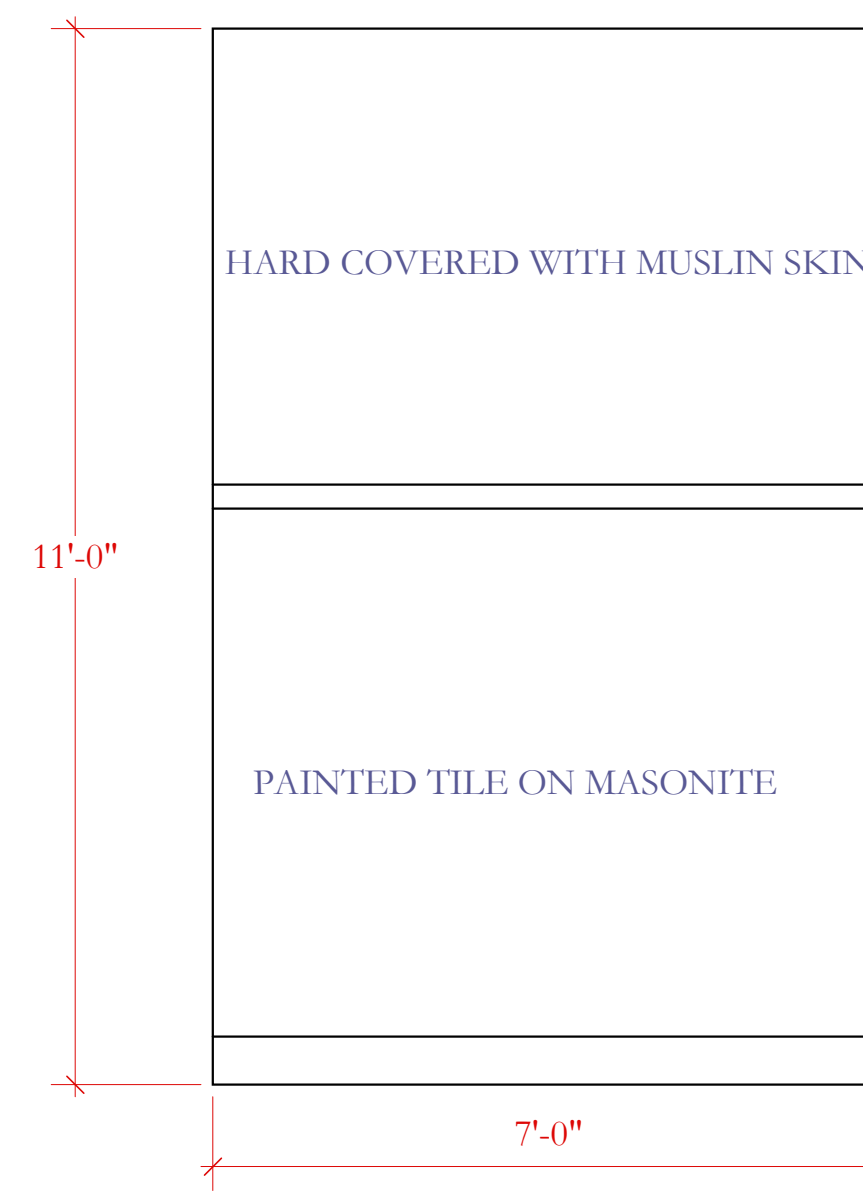 HARD COVERED WITH MUSLIN SKIN
11'-0"
PAINTED TILE ON MASONITE
7'-0"